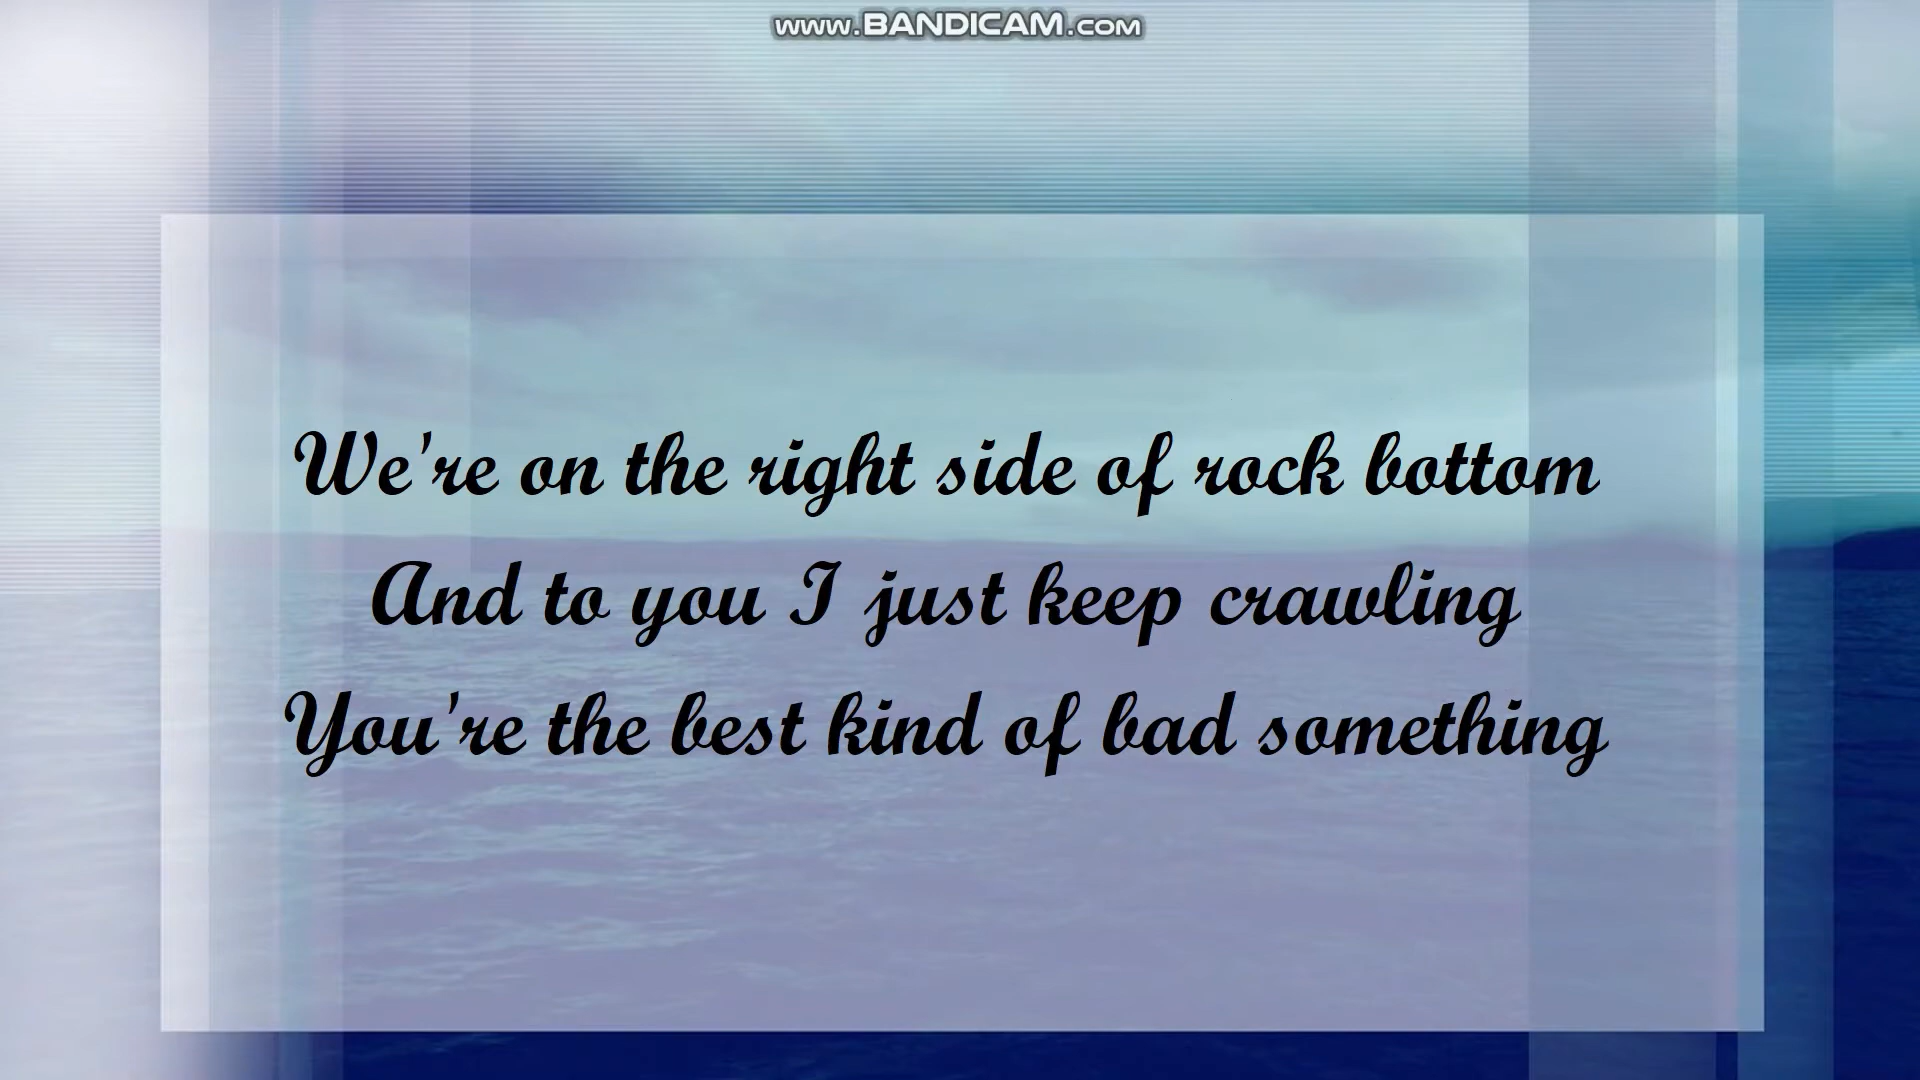 www.BANDICAM.com
We're on the right side of rock bottom
And to you I just keep crawling
You're the best kind of bad something